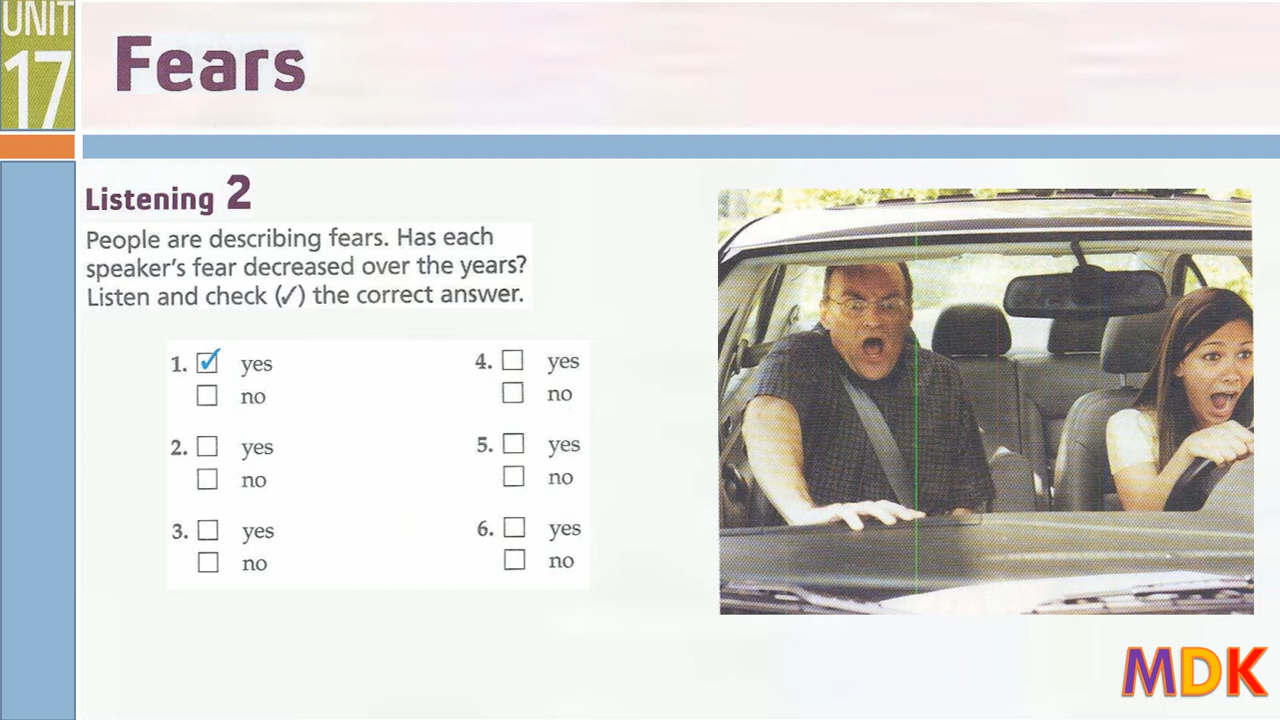 UNIT
17
Fears
Listening 2
People are describing fears. Has each
speaker's fear decreased over the years?
Listen and check (✓) the correct answer.
1. ☑ yes
☐ no
2. ☐ yes
☐ no
3. ☐ yes
☐ no
4. ☐ yes
☐ no
5. ☐ yes
☐ no
6. ☐ yes
☐ no
MDK